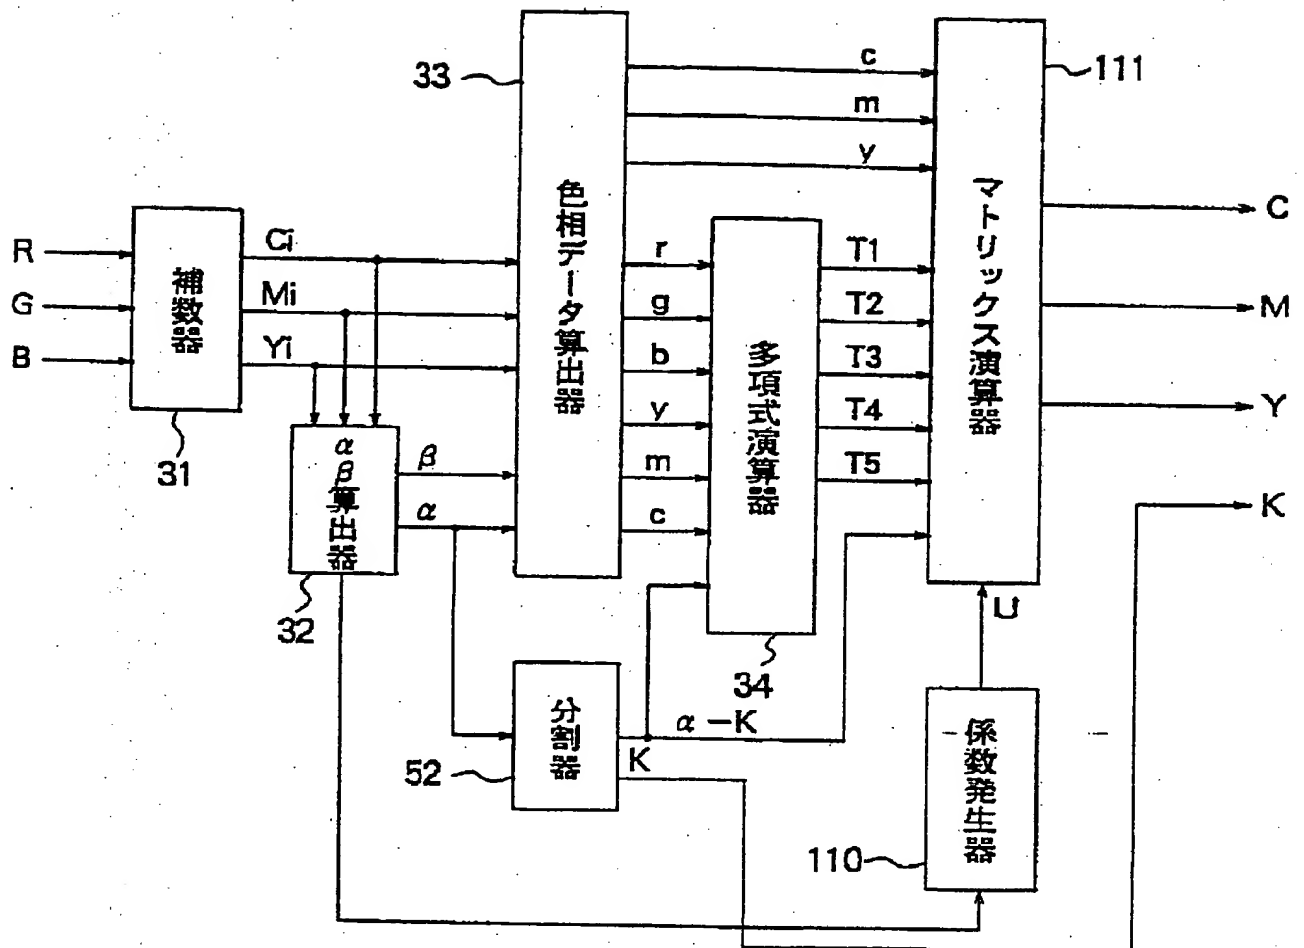 R
G
B
補数器
31
Ci
Mi
Yi
αβ算出器
32
β
α
33
色相データ算出器
c
m
y
r
g
b
y
m
c
多項式演算器
34
T1
T2
T3
T4
T5
分割器
52
α-K
K
マトリックス演算器
111
U
係数発生器
110
C
M
Y
K